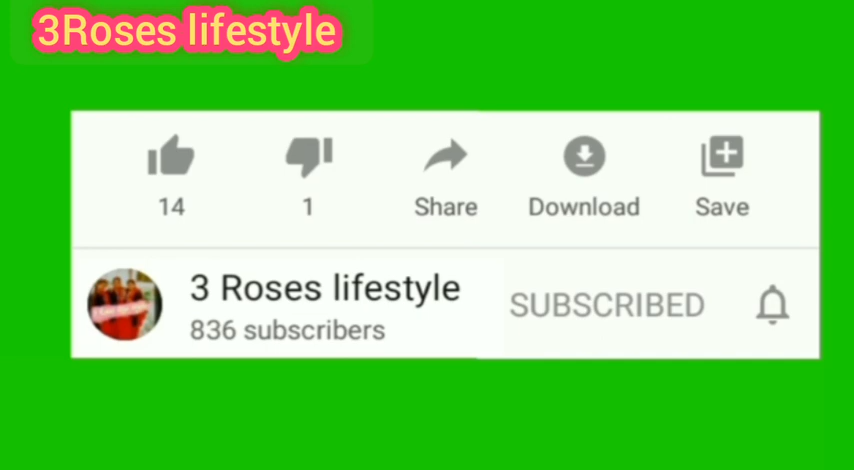 3Roses lifestyle
14 1 Share Download Save
3 Roses lifestyle SUBSCRIBED
836 subscribers